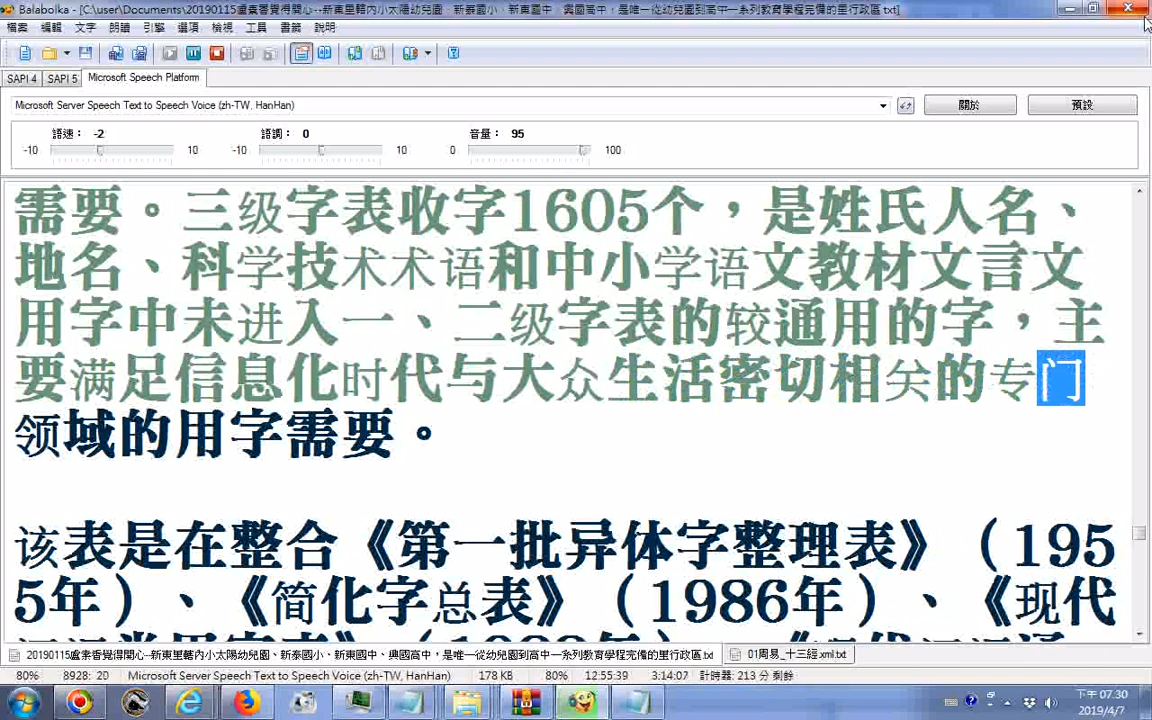 Balabolka - [C:\user\Documents\20190115盧素香覺得開心--新東里轄內小太陽幼兒園、新泰國小、新東國中、興國高中，是唯一從幼兒園到高中一系列教育學程完備的里行政區.txt]
檔案 編輯 文字 朗讀 引擎 選項 檢視 工具 書籤 說明
SAPI 4 SAPI 5 Microsoft Speech Platform
Microsoft Server Speech Text to Speech Voice (zh-TW, HanHan) 關於 預設
語速： -2 語調： 0 音量： 95
-10 10 -10 10 0 100
需要。三级字表收字1605个，是姓氏人名、
地名、科学技术术语和中小学语文教材文言文
用字中未进入一、二级字表的较通用的字，主
要满足信息化时代与大众生活密切相关的专门
领域的用字需要。
该表是在整合《第一批异体字整理表》（195
5年）、《简化字总表》（1986年）、《现代
20190115盧素香覺得開心--新東里轄內小太陽幼兒園、新泰國小、新東國中、興國高中，是唯一從幼兒園到高中一系列教育學程完備的里行政區.txt 01周易_十三經.xml.txt
80% 8928: 20 Microsoft Server Speech Text to Speech Voice (zh-TW, HanHan) 178 KB 80% 12:55:39 3:14:07 計時器: 213 分 剩餘
下午 07:30
2019/4/7